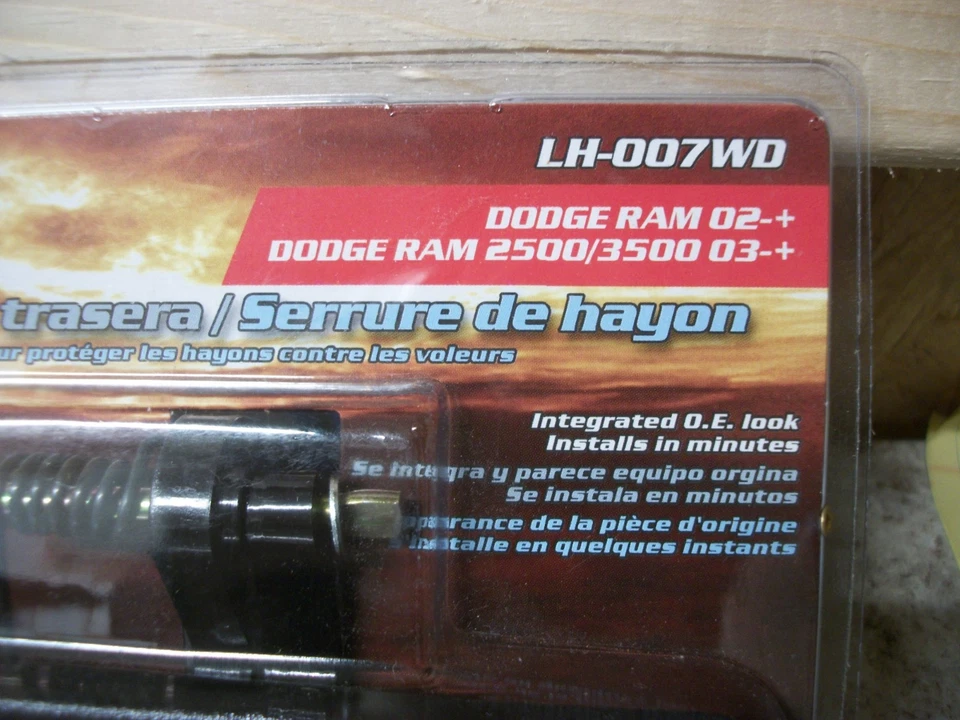 LH-007WD
DODGE RAM 02-+
DODGE RAM 2500/3500 03-+
trasera / Serrure de hayon
ur protéger les hayons contre les voleurs
Integrated O.E. look
Installs in minutes
Se integra y parece equipo orgina
Se instala en minutos
pparance de la pièce d'origine
installe en quelques instants